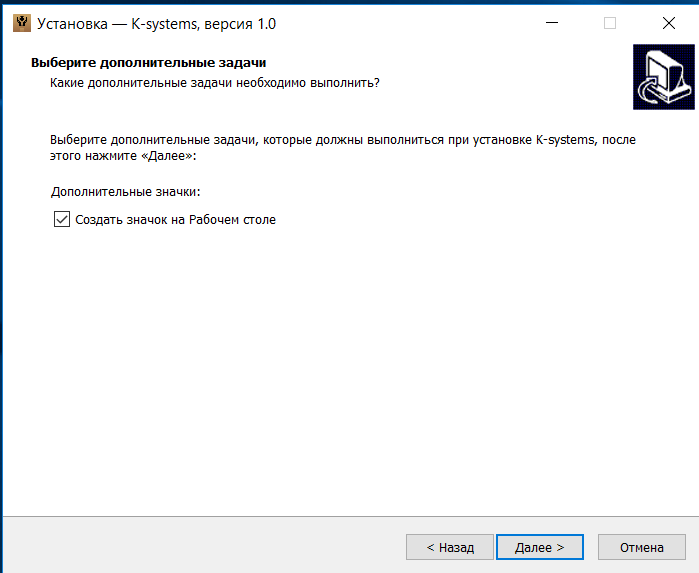 Установка — K-systems, версия 1.0
Выберите дополнительные задачи
Какие дополнительные задачи необходимо выполнить?
Выберите дополнительные задачи, которые должны выполниться при установке K-systems, после
этого нажмите «Далее»:
Дополнительные значки:
Создать значок на Рабочем столе
< Назад
Далее >
Отмена